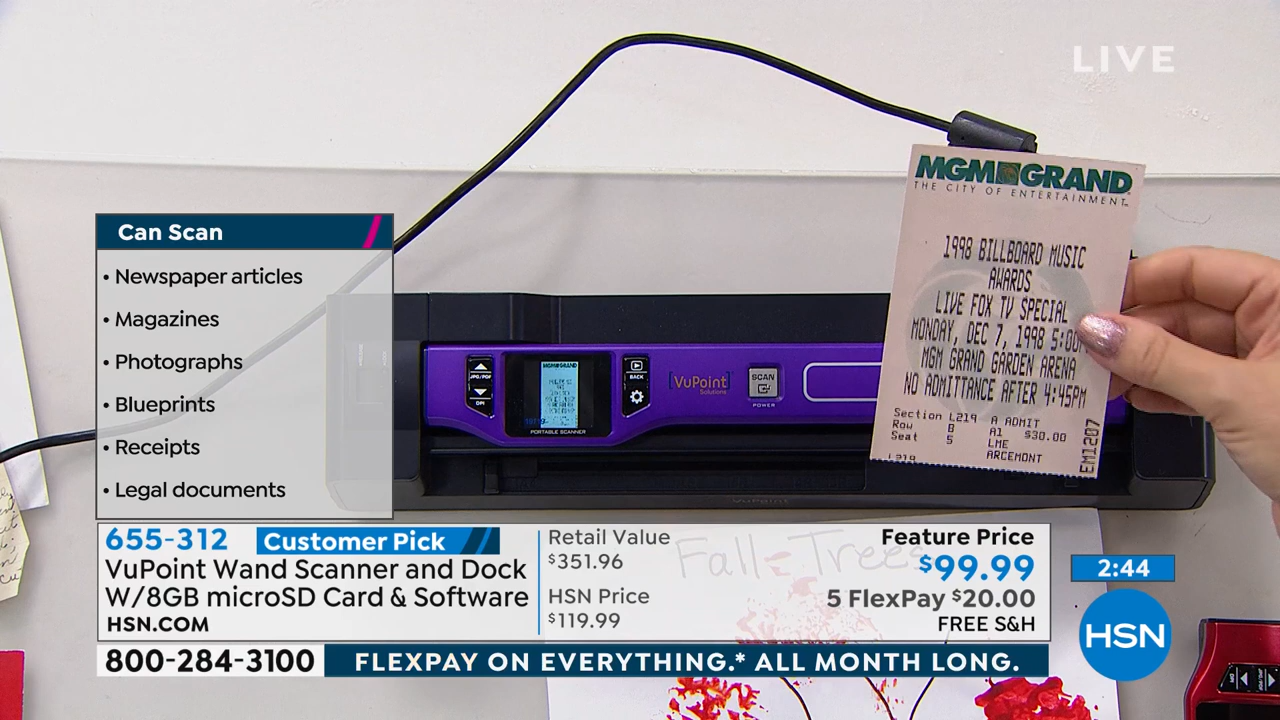 LIVE
MGM GRAND
THE CITY OF ENTERTAINMENT
1998 BILLBOARD MUSIC
AWARDS
LIVE FOX TV SPECIAL
MONDAY, DEC 7, 1998 5:00
MGM GRAND GARDEN ARENA
NO ADMITTANCE AFTER 4:45PM
Section L219 A ADMIT
Row B A1 $30.00
Seat 5 LME
ARCEMONT
L219
EM1207
Can Scan
• Newspaper articles
• Magazines
• Photographs
• Blueprints
• Receipts
• Legal documents
MGM GRAND
PORTABLE SCANNER
JPG/PDF
DPI
BACK
VuPoint
Solutions
SCAN
POWER
VuPoint
Fall Trees
655-312 Customer Pick
VuPoint Wand Scanner and Dock
W/8GB microSD Card & Software
HSN.COM
Retail Value
$351.96
HSN Price
$119.99
Feature Price
$99.99
5 FlexPay $20.00
FREE S&H
2:44
HSN
800-284-3100 FLEXPAY ON EVERYTHING.* ALL MONTH LONG.